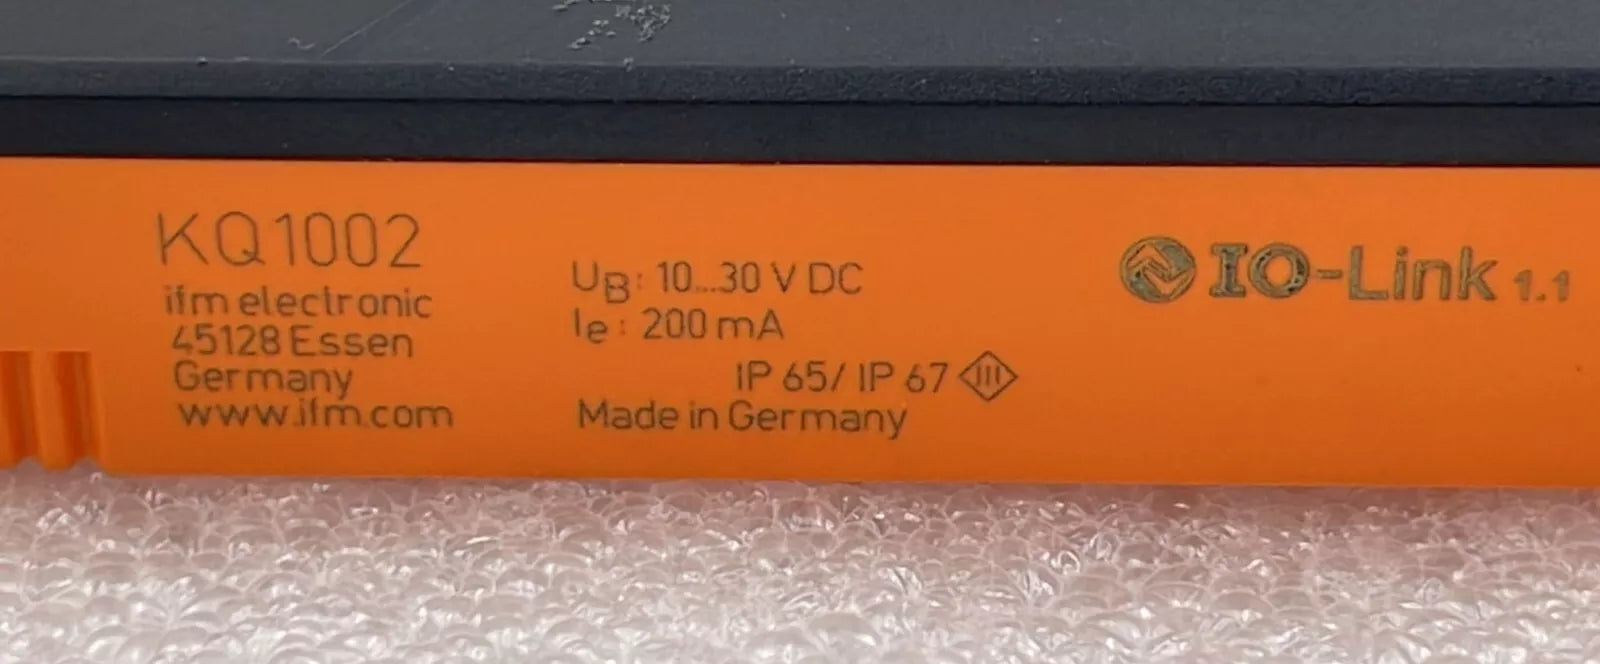 KQ1002
ifm electronic
45128 Essen
Germany
www.ifm.com
UB: 10...30 V DC
Ie: 200 mA
IP 65/ IP 67 III
Made in Germany
IO-Link 1.1